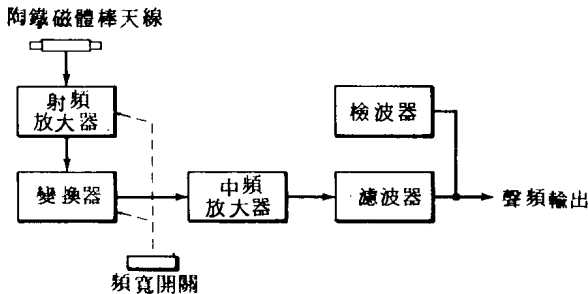 陶鐵磁體棒天線
射頻
放大器
檢波器
變換器
中頻
放大器
濾波器
聲頻輸出
頻寬開關